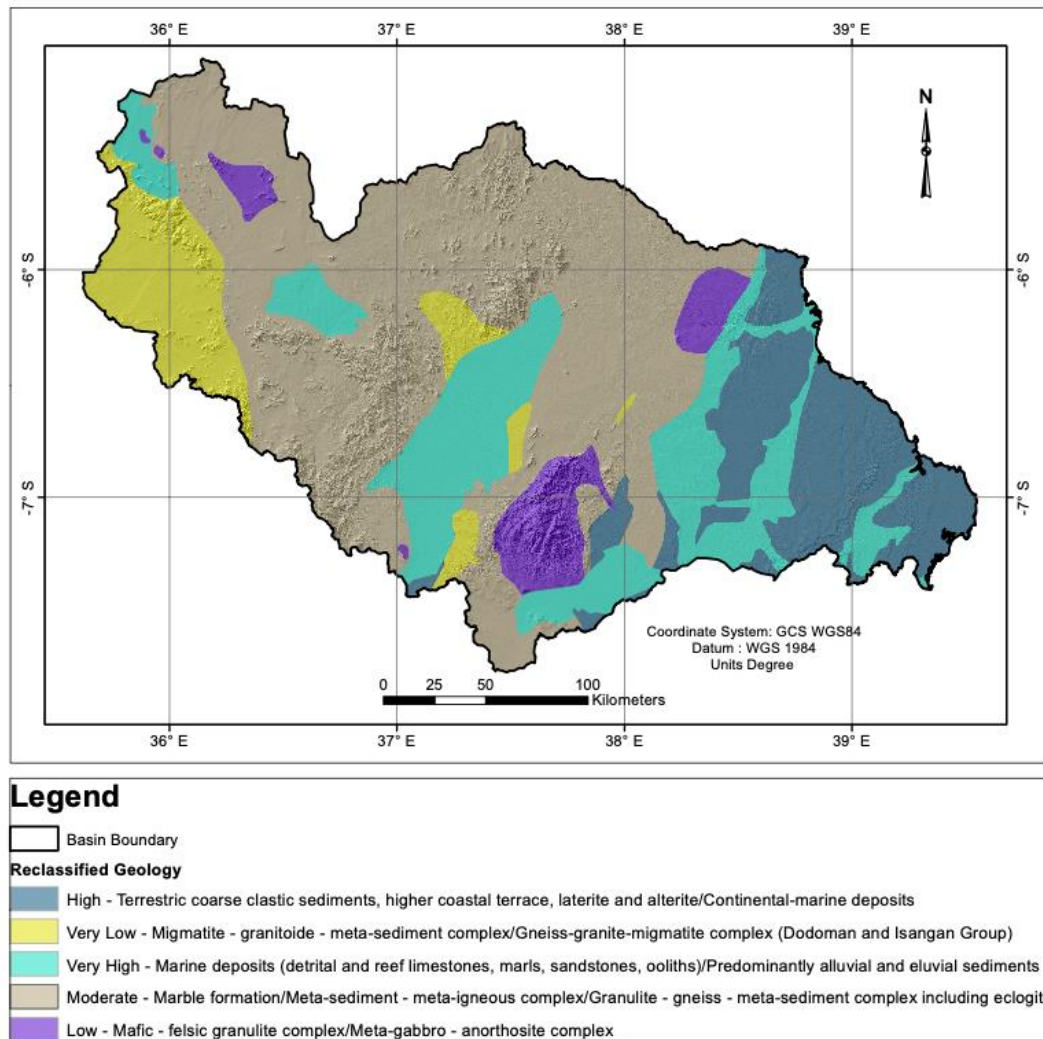 36° E 37° E 38° E 39° E
N
-6° S -6° S
-7° S -7° S
Coordinate System: GCS WGS84
Datum : WGS 1984
Units Degree
0 25 50 100
Kilometers
36° E 37° E 38° E 39° E
Legend
Basin Boundary
Reclassified Geology
High - Terrestric coarse clastic sediments, higher coastal terrace, laterite and alterite/Continental-marine deposits
Very Low - Migmatite - granitoide - meta-sediment complex/Gneiss-granite-migmatite complex (Dodoman and Isangan Group)
Very High - Marine deposits (detrital and reef limestones, marls, sandstones, ooliths)/Predominantly alluvial and eluvial sediments
Moderate - Marble formation/Meta-sediment - meta-igneous complex/Granulite - gneiss - meta-sediment complex including eclogit
Low - Mafic - felsic granulite complex/Meta-gabbro - anorthosite complex